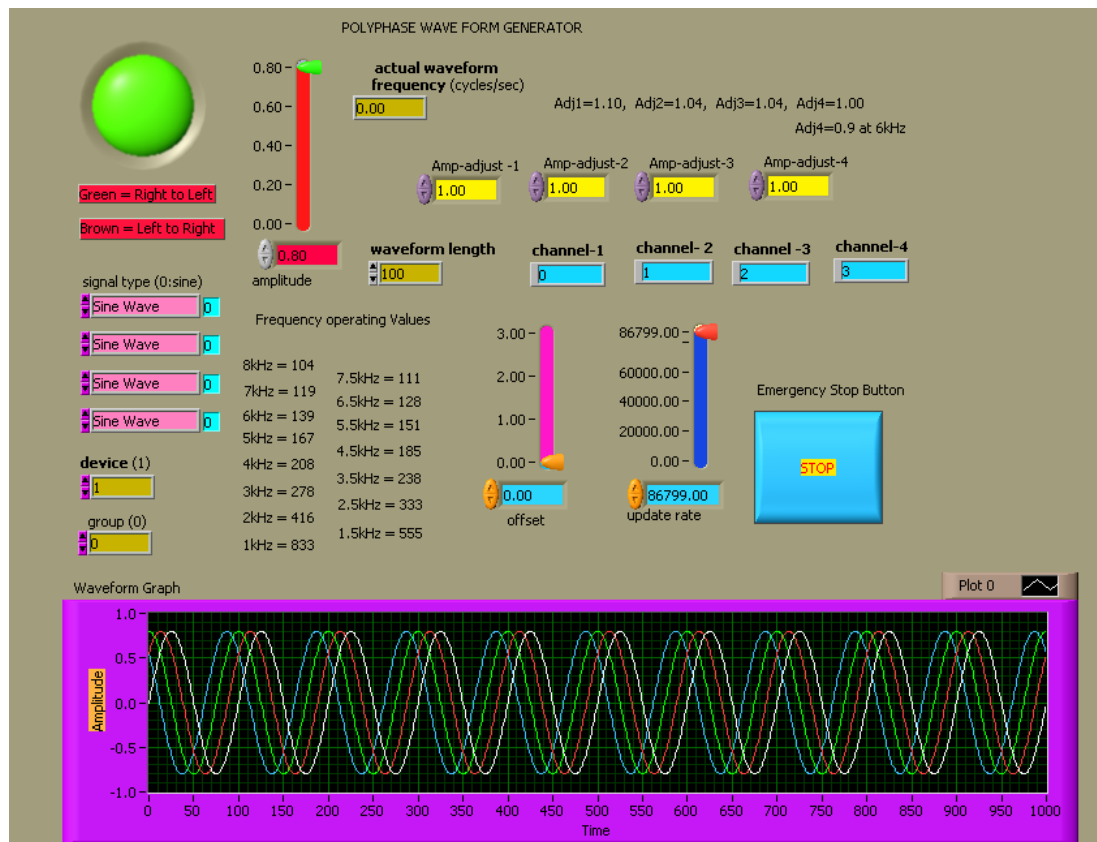 POLYPHASE WAVE FORM GENERATOR
0.80
0.60
0.40
0.20
0.00
0.80
amplitude
actual waveform
frequency (cycles/sec)
0.00
Adj1=1.10, Adj2=1.04, Adj3=1.04, Adj4=1.00
Adj4=0.9 at 6kHz
Amp-adjust -1
1.00
Amp-adjust-2
1.00
Amp-adjust-3
1.00
Amp-adjust-4
1.00
Green = Right to Left
Brown = Left to Right
waveform length
100
channel-1
0
channel- 2
1
channel -3
2
channel-4
3
signal type (0:sine)
Sine Wave 0
Sine Wave 0
Sine Wave 0
Sine Wave 0
device (1)
1
group (0)
0
Frequency operating Values
8kHz = 104
7kHz = 119
6kHz = 139
5kHz = 167
4kHz = 208
3kHz = 278
2kHz = 416
1kHz = 833
7.5kHz = 111
6.5kHz = 128
5.5kHz = 151
4.5kHz = 185
3.5kHz = 238
2.5kHz = 333
1.5kHz = 555
3.00
2.00
1.00
0.00
0.00
offset
86799.00
60000.00
40000.00
20000.00
0.00
86799.00
update rate
Emergency Stop Button
STOP
Waveform Graph
Plot 0
1.0
0.5
0.0
-0.5
-1.0
Amplitude
0 50 100 150 200 250 300 350 400 450 500 550 600 650 700 750 800 850 900 950 1000
Time